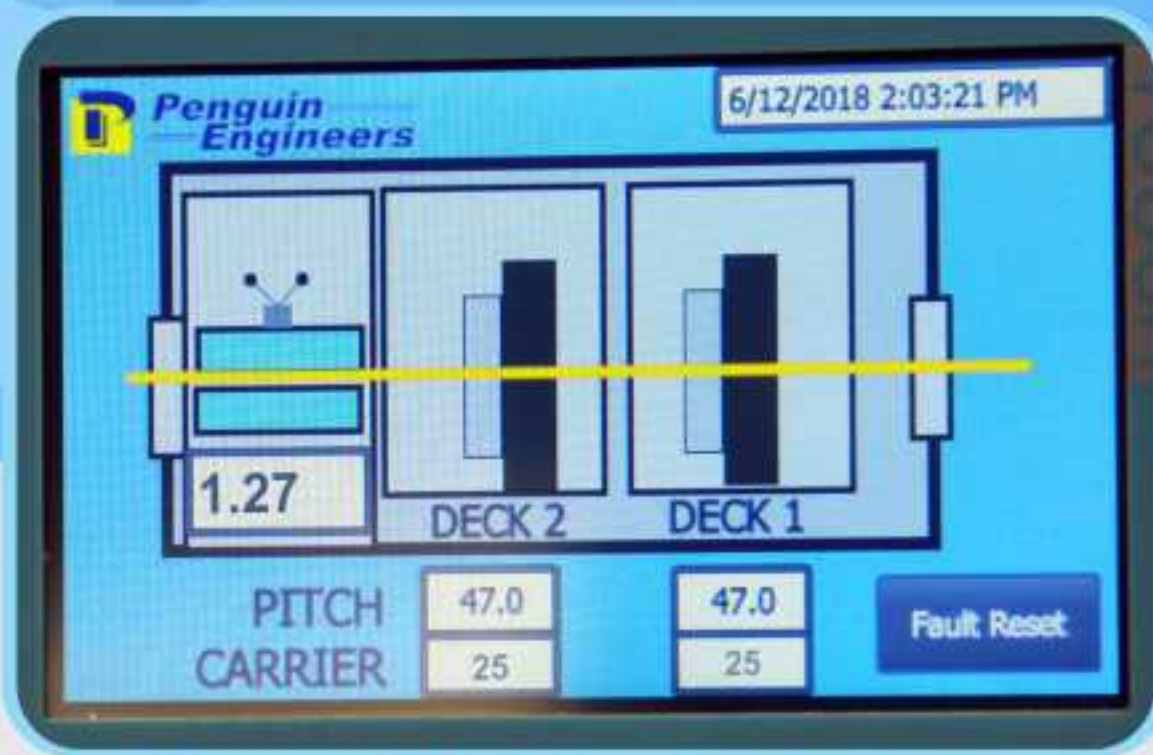 Penguin
Engineers
6/12/2018 2:03:21 PM
1.27
DECK 2
DECK 1
PITCH 47.0 47.0
CARRIER 25 25
Fault Reset